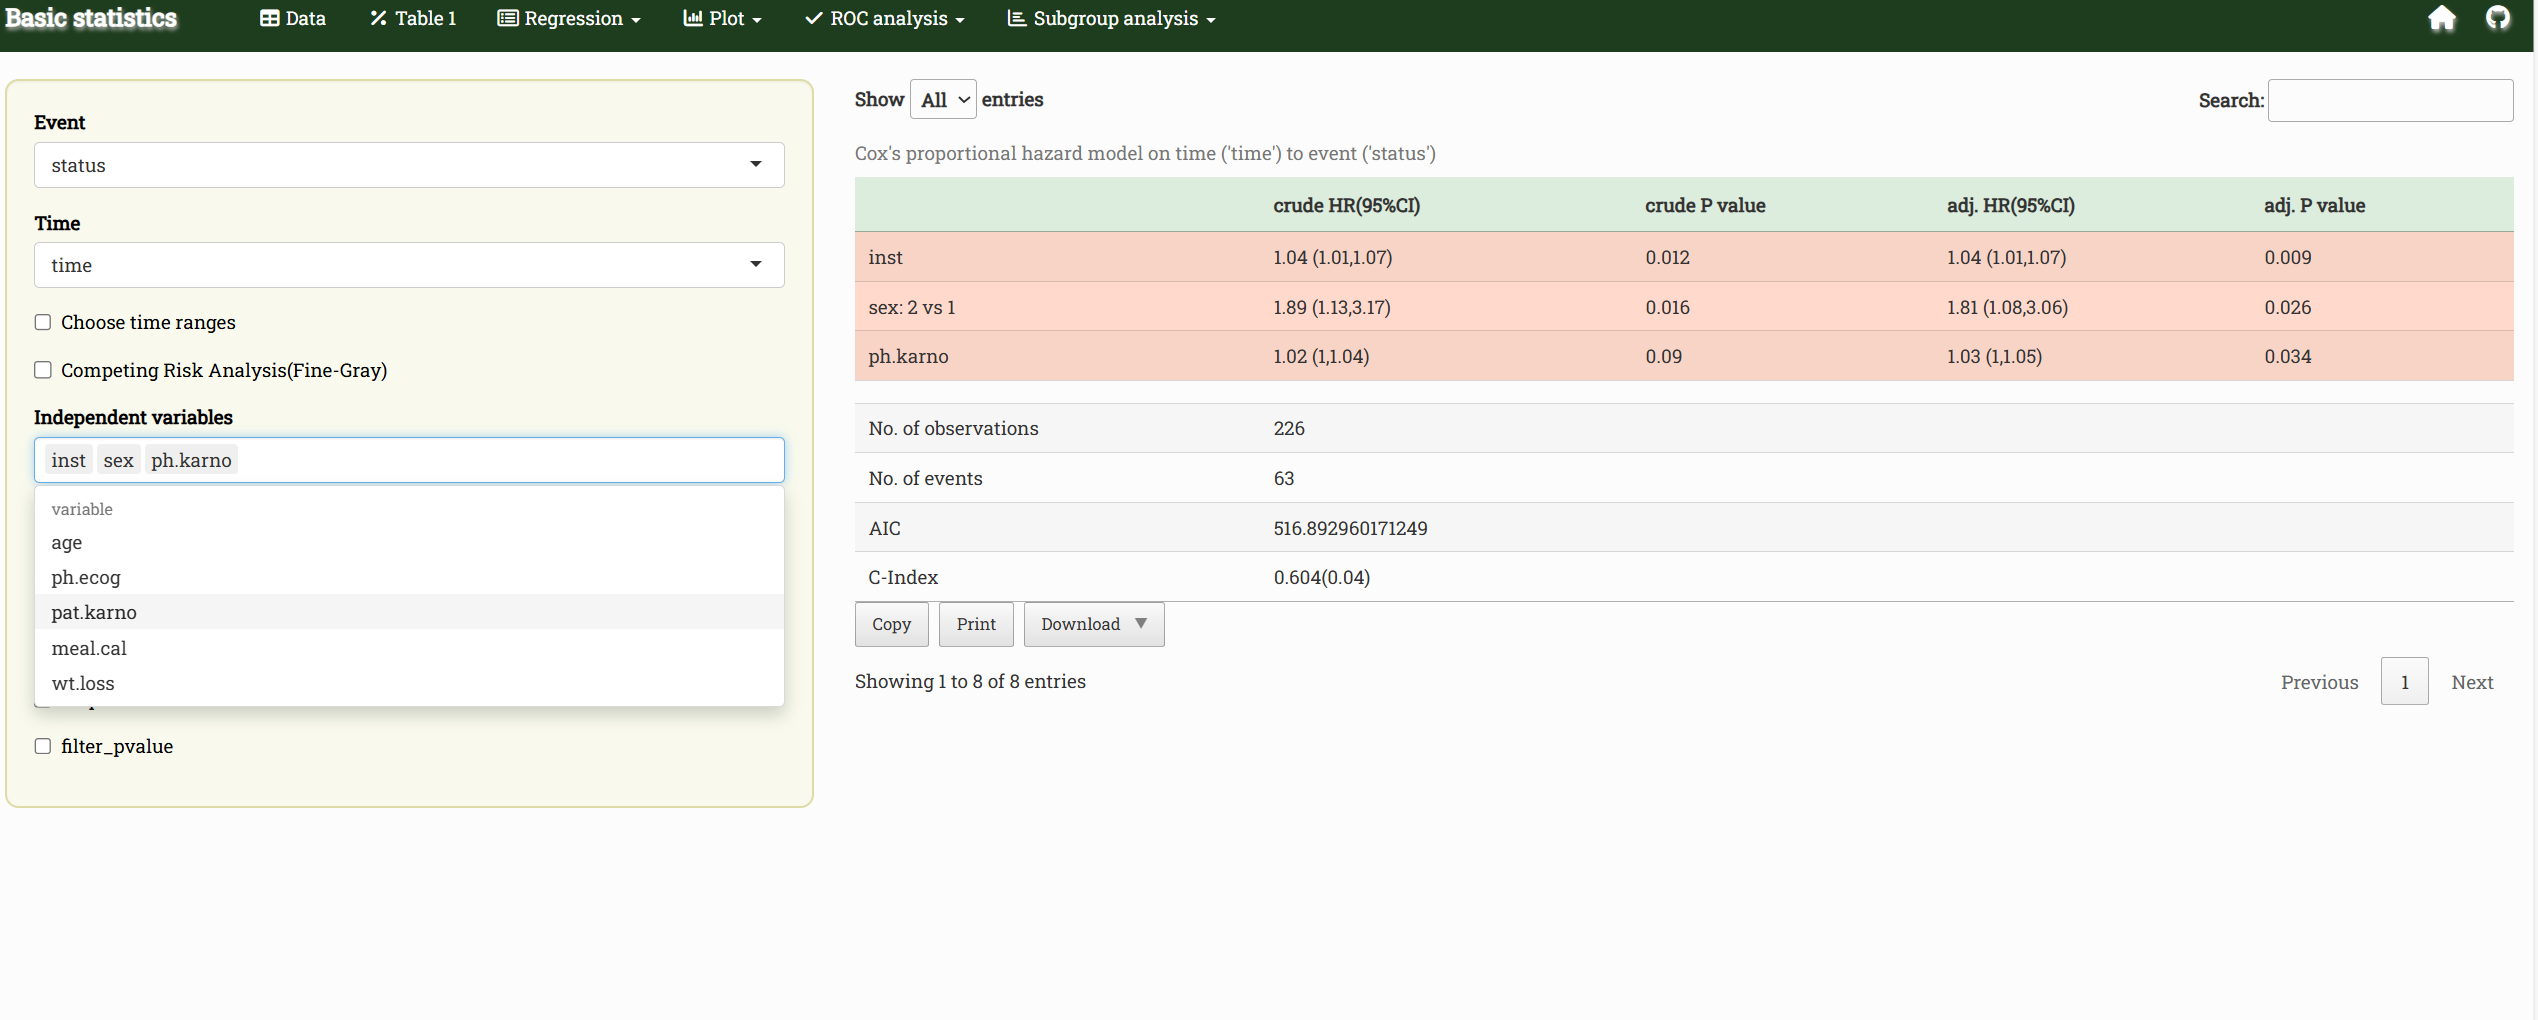 Basic statistics Data Table 1 Regression Plot ROC analysis Subgroup analysis
Event
status
Time
time
Choose time ranges
Competing Risk Analysis(Fine-Gray)
Independent variables
inst sex ph.karno
variable
age
ph.ecog
pat.karno
meal.cal
wt.loss
filter_pvalue
Show All entries
Search:
Cox's proportional hazard model on time ('time') to event ('status')
crude HR(95%CI) crude P value adj. HR(95%CI) adj. P value
inst 1.04 (1.01,1.07) 0.012 1.04 (1.01,1.07) 0.009
sex: 2 vs 1 1.89 (1.13,3.17) 0.016 1.81 (1.08,3.06) 0.026
ph.karno 1.02 (1,1.04) 0.09 1.03 (1,1.05) 0.034
No. of observations 226
No. of events 63
AIC 516.892960171249
C-Index 0.604(0.04)
Copy Print Download
Showing 1 to 8 of 8 entries
Previous 1 Next